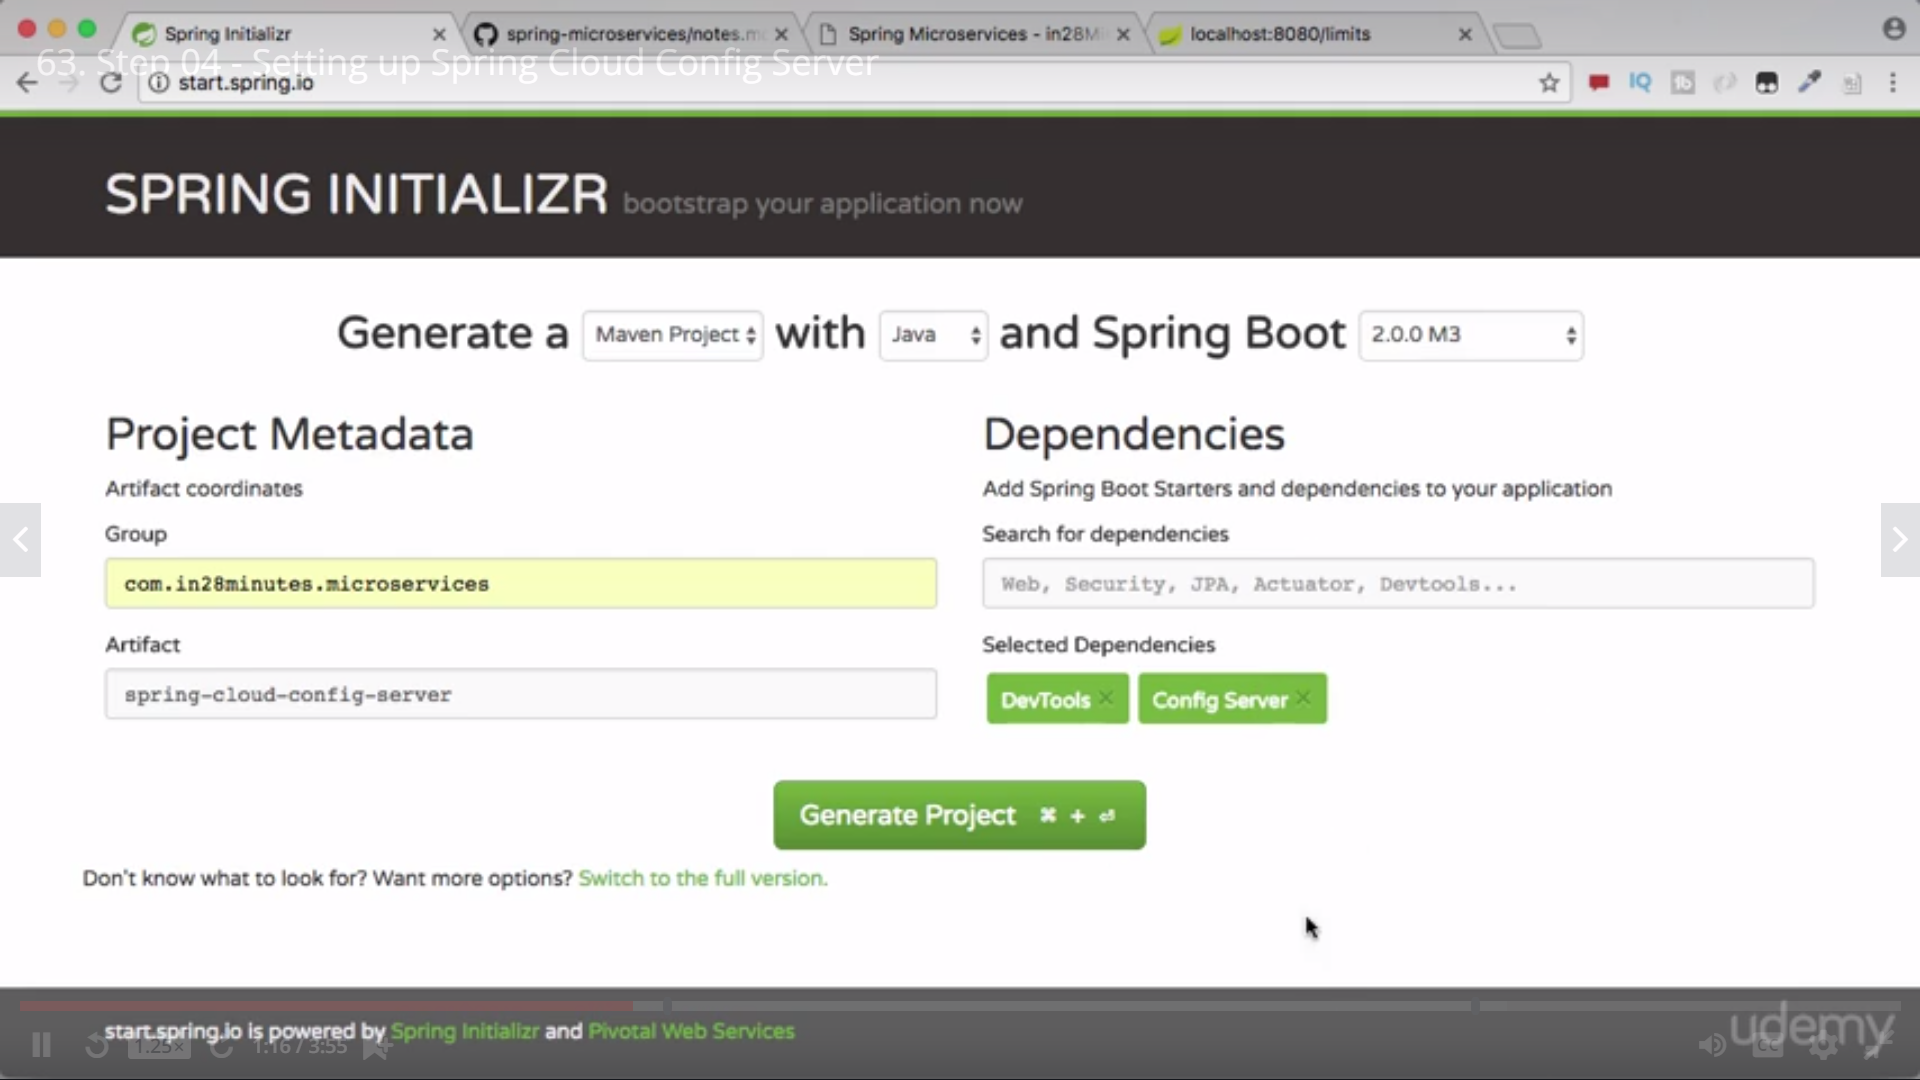 Spring Initializr
spring-microservices/notes.m
Spring Microservices - in28M
localhost:8080/limits
63. Step 04 - Setting up Spring Cloud Config Server
start.spring.io
IQ
SPRING INITIALIZR bootstrap your application now
Generate a Maven Project with Java and Spring Boot 2.0.0 M3
Project Metadata
Artifact coordinates
Group
com.in28minutes.microservices
Artifact
spring-cloud-config-server
Dependencies
Add Spring Boot Starters and dependencies to your application
Search for dependencies
Web, Security, JPA, Actuator, Devtools...
Selected Dependencies
DevTools ×
Config Server ×
Generate Project ⌘ + ⏎
Don't know what to look for? Want more options? Switch to the full version.
start.spring.io is powered by Spring Initializr and Pivotal Web Services
1.25×
1:16 / 3:55
CC
udemy